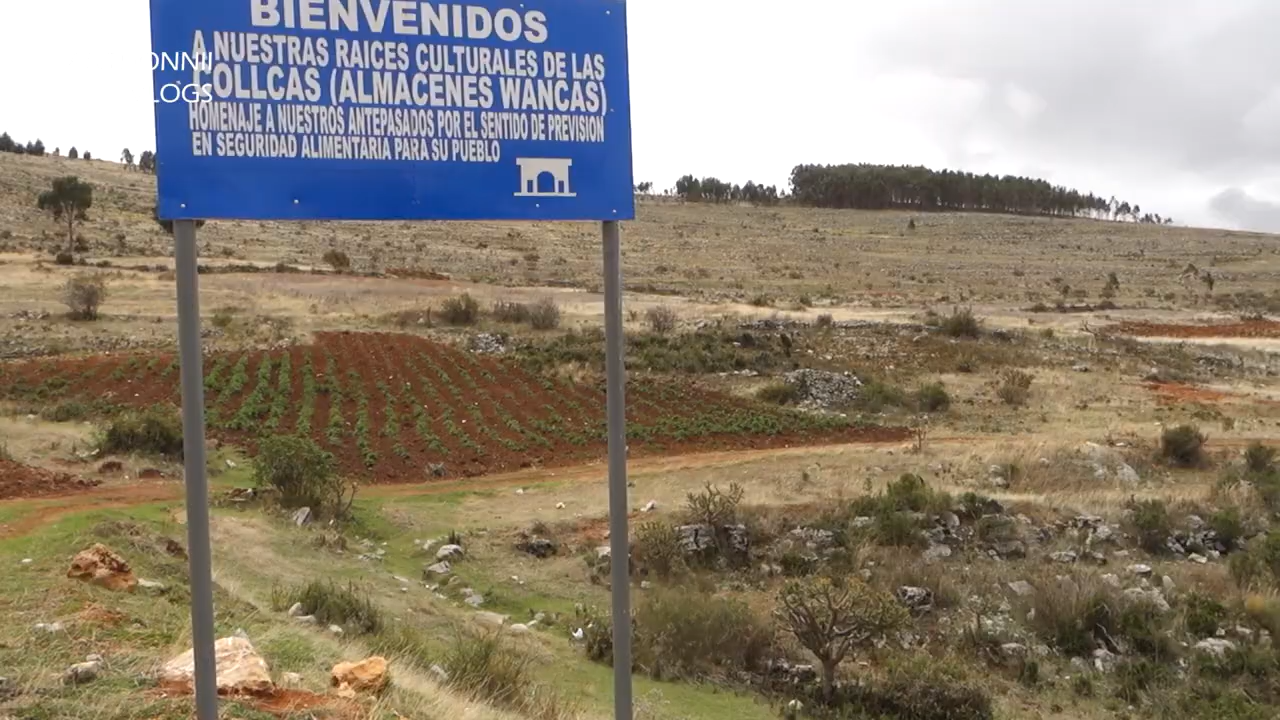 BIENVENIDOS
A NUESTRAS RAICES CULTURALES DE LAS
COLLCAS (ALMACENES WANCAS)
HOMENAJE A NUESTROS ANTEPASADOS POR EL SENTIDO DE PREVISION
EN SEGURIDAD ALIMENTARIA PARA SU PUEBLO